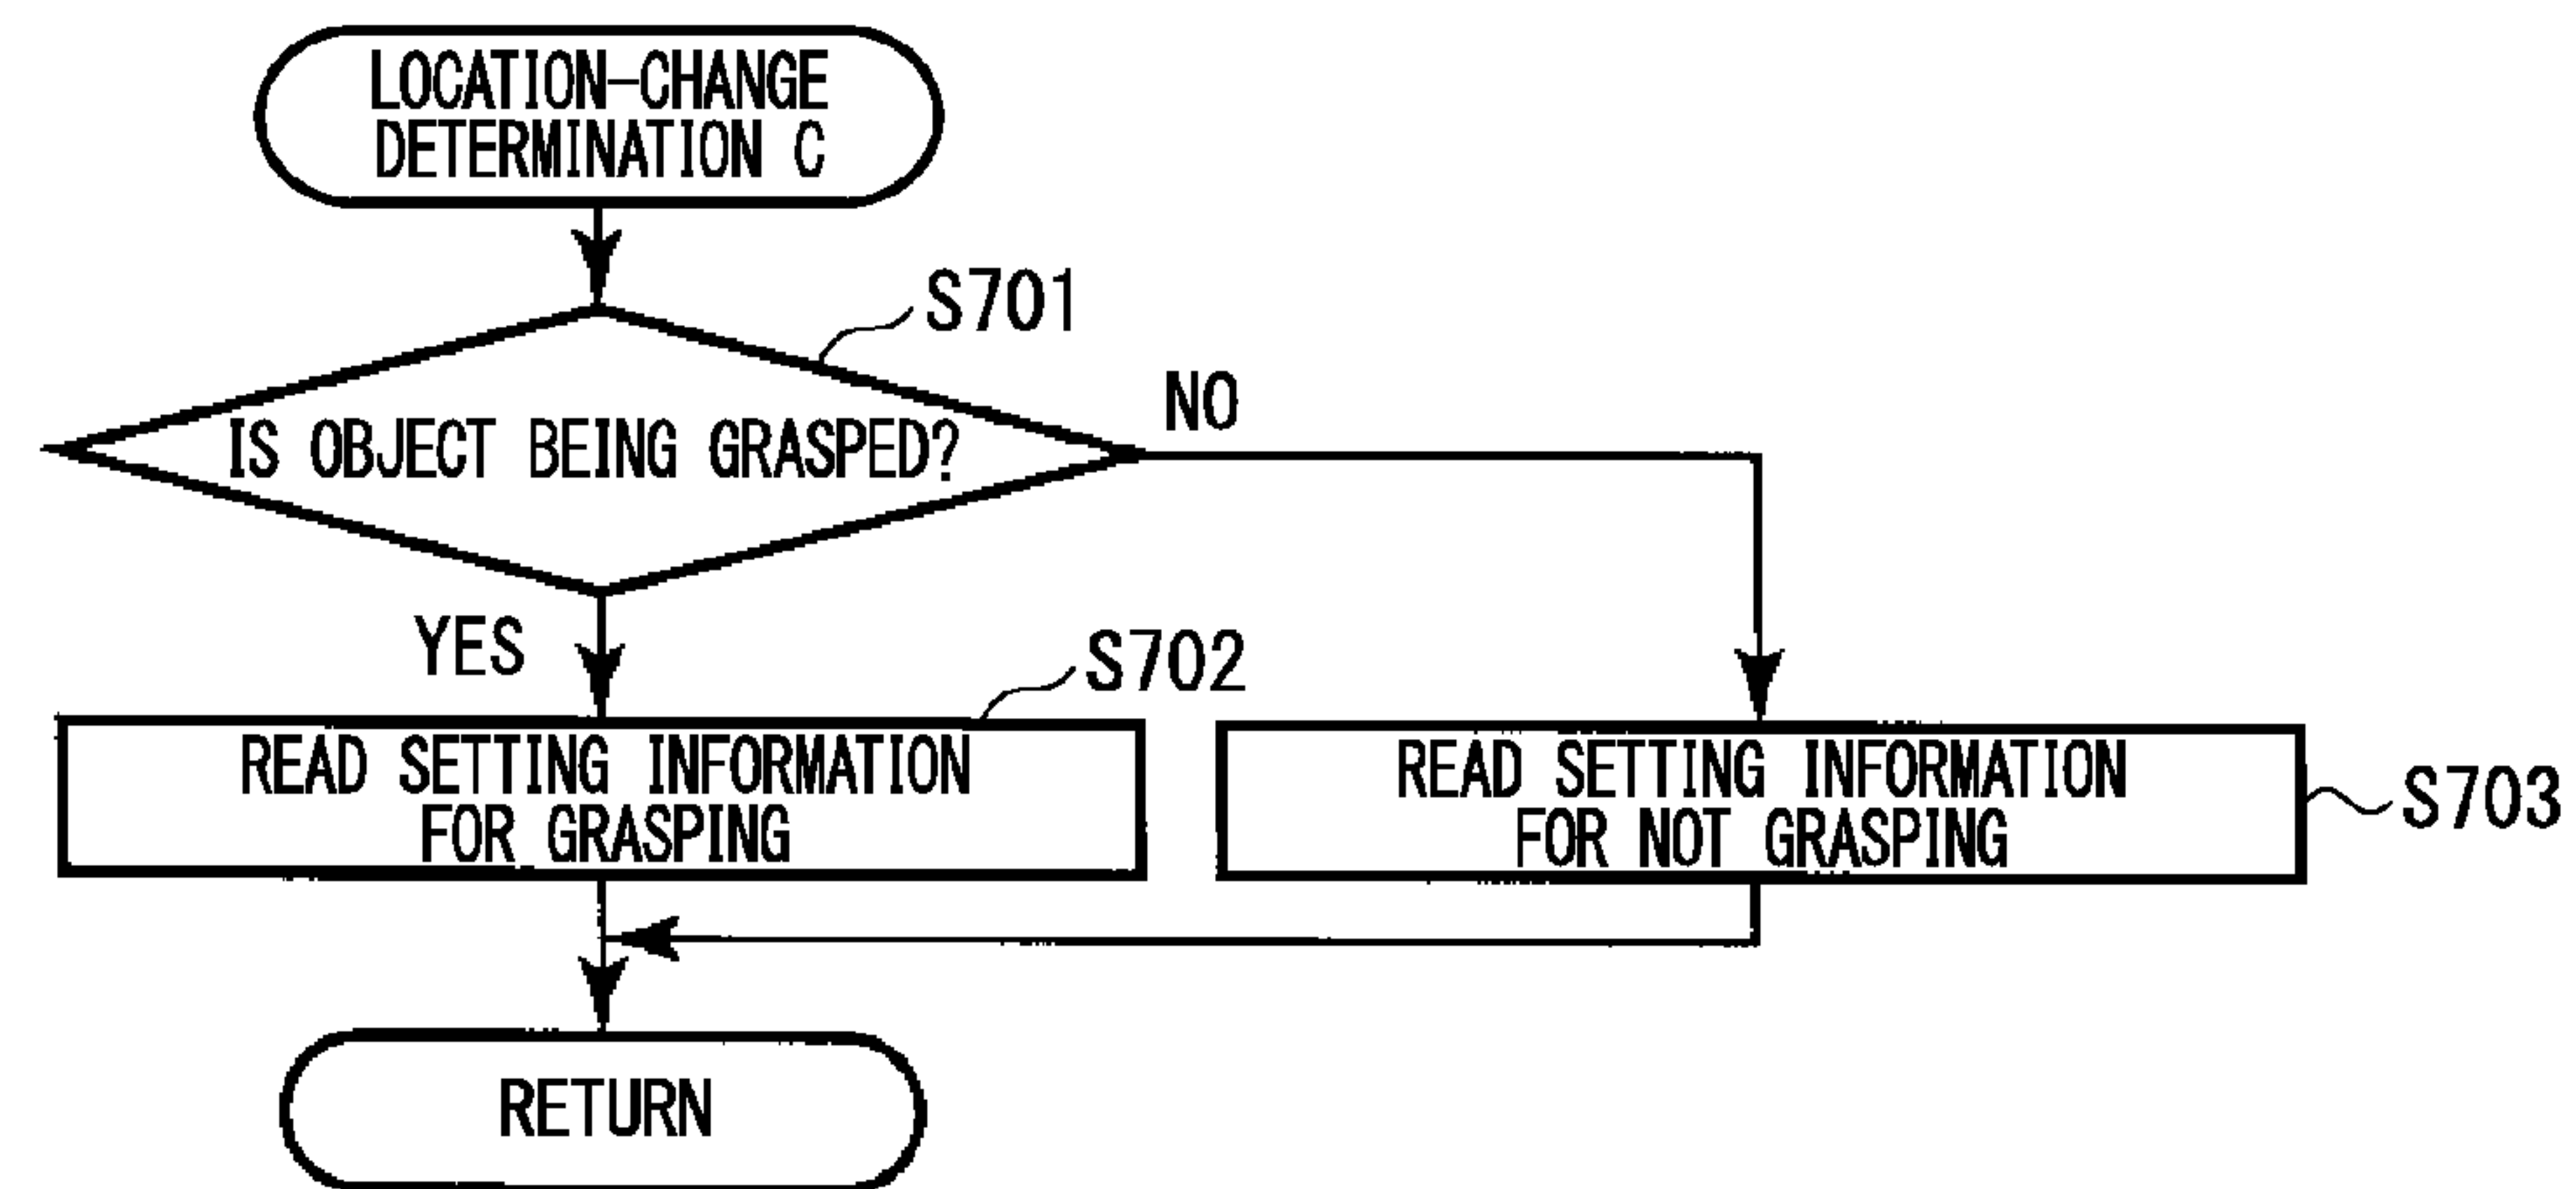 LOCATION-CHANGE
DETERMINATION C
S701
IS OBJECT BEING GRASPED?
NO
YES
S702
READ SETTING INFORMATION
FOR GRASPING
READ SETTING INFORMATION
FOR NOT GRASPING
S703
RETURN